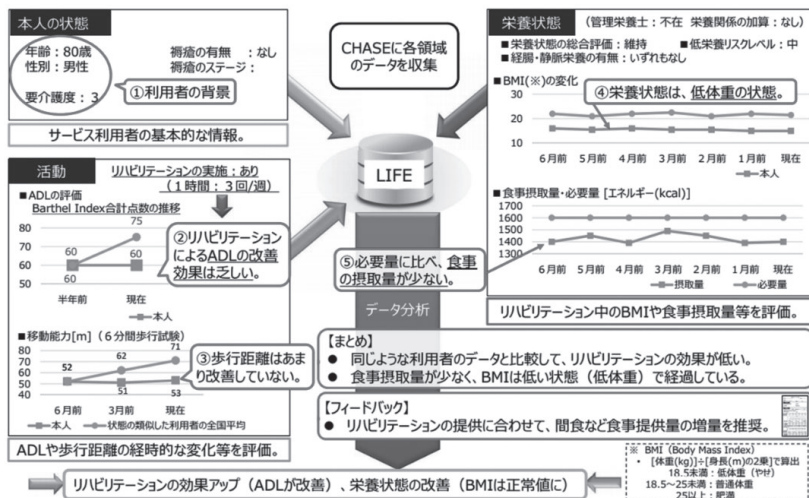 本人の状態
年齢：80歳
性別：男性
要介護度：3
褥瘡の有無　：なし
褥瘡のステージ：
①利用者の背景
サービス利用者の基本的な情報。
CHASEに各領域
のデータを収集
LIFE
データ分析
栄養状態
（管理栄養士：不在　栄養関係の加算：なし）
■栄養状態の総合評価：維持　■低栄養リスクレベル：中
■経腸・静脈栄養の有無：いずれもなし
■BMI(※)の変化
④栄養状態は、低体重の状態。
30
20
10
6月前　5月前　4月前　3月前　2月前　1月前　現在
本人
■食事摂取量・必要量 [エネルギー(kcal)]
1700
1600
1500
1400
1300
6月前　5月前　4月前　3月前　2月前　1月前　現在
摂取量　必要量
⑤必要量に比べ、食事
の摂取量が少ない。
リハビリテーション中のBMIや食事摂取量等を評価。
活動
リハビリテーションの実施：あり
（1時間：3回/週）
■ADLの評価
Barthel Index合計点数の推移
80
70
60
50
75
60
60
60
半年前　現在
本人
②リハビリテーション
によるADLの改善
効果は乏しい。
■移動能力[m]（6分間歩行試験）
80
70
60
50
40
52
62
71
51
53
6月前　3月前　現在
本人　状態の類似した利用者の全国平均
③歩行距離はあま
り改善していない。
ADLや歩行距離の経時的な変化等を評価。
【まとめ】
● 同じような利用者のデータと比較して、リハビリテーションの効果が低い。
● 食事摂取量が少なく、BMIは低い状態（低体重）で経過している。
【フィードバック】
● リハビリテーションの提供に合わせて、間食など食事提供量の増量を推奨。
リハビリテーションの効果アップ（ADLが改善）、栄養状態の改善（BMIは正常値に）
※ BMI（Body Mass Index）
・ [体重(kg)]÷[身長(m)の2乗]で算出
18.5未満：低体重（やせ）
18.5～25未満：普通体重
25以上：肥満